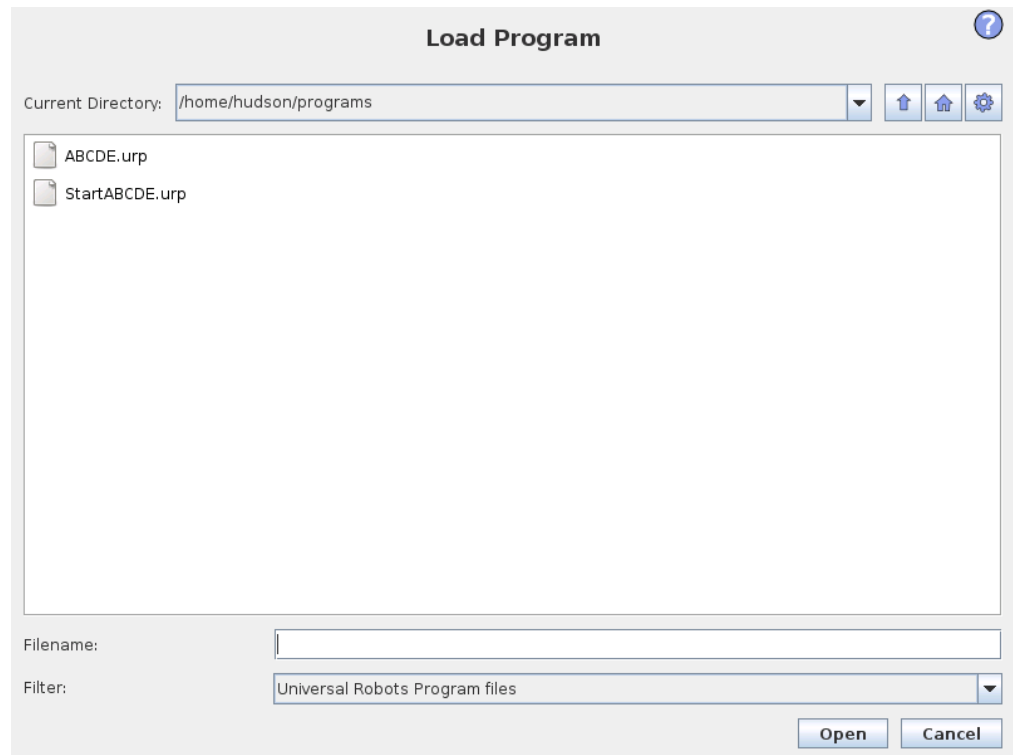 Load Program
?
Current Directory: /home/hudson/programs
ABCDE.urp
StartABCDE.urp
Filename:
Filter: Universal Robots Program files
Open Cancel